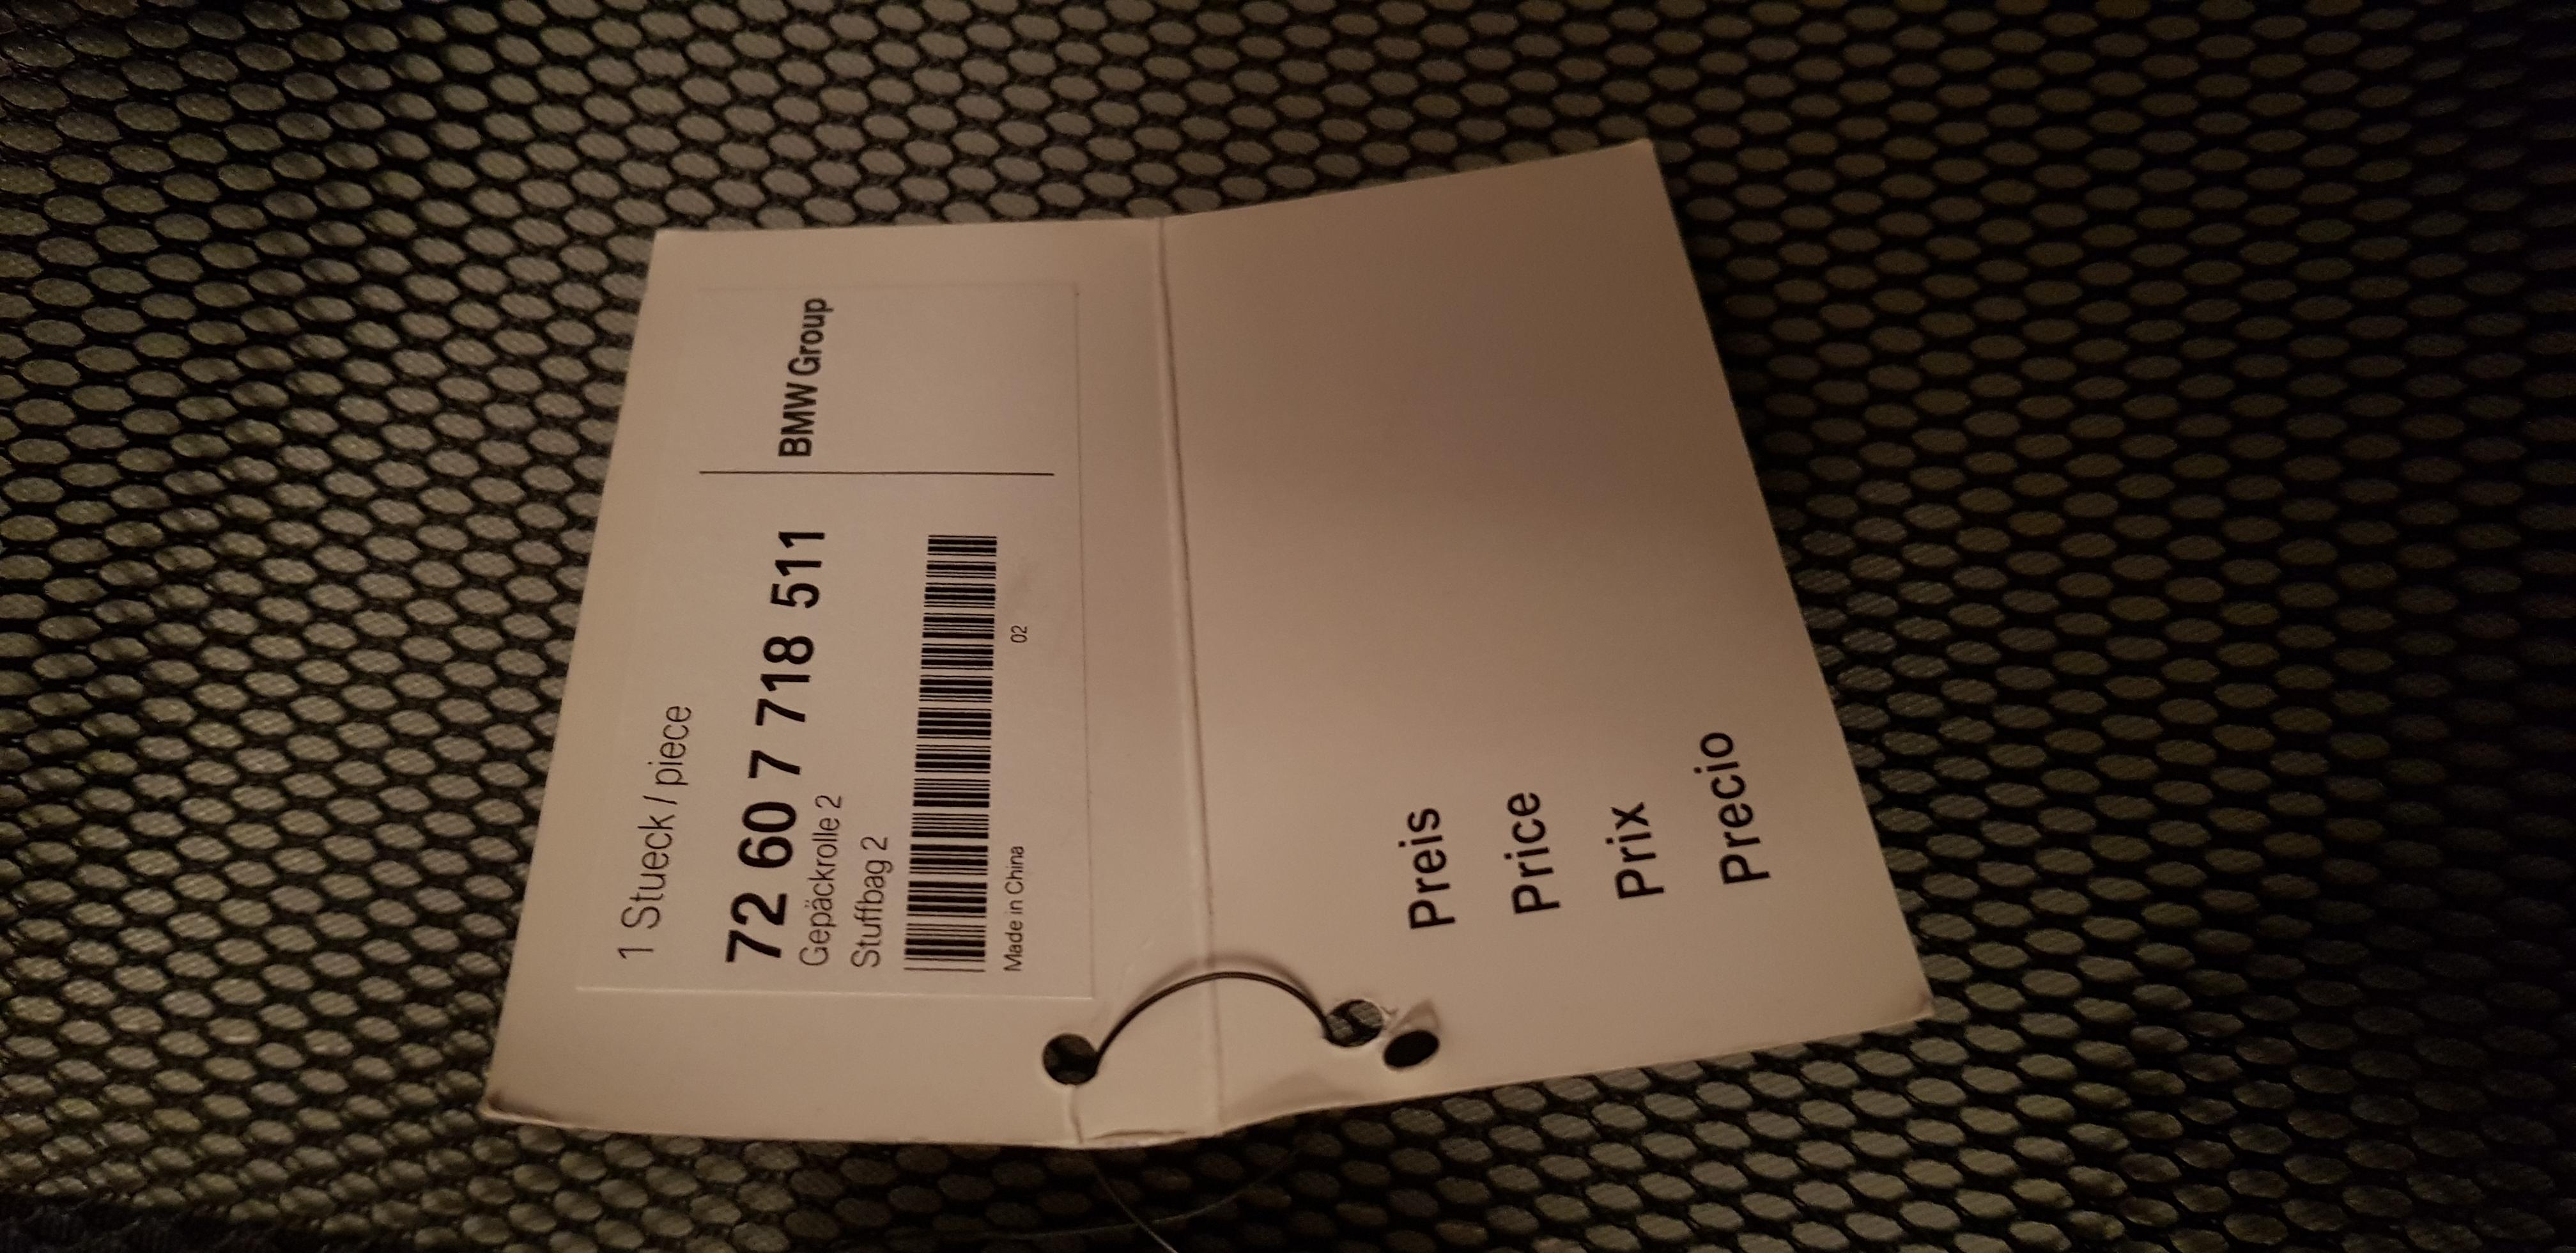 1 Stueck / piece
72 60 7 718 511
BMW Group
Gepäckrolle 2
Stuffbag 2
Made in China
02
Preis
Price
Prix
Precio